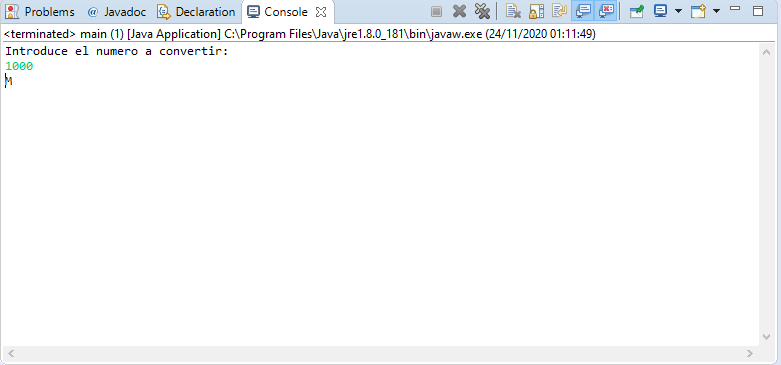 Problems @ Javadoc Declaration Console
<terminated> main (1) [Java Application] C:\Program Files\Java\jre1.8.0_181\bin\javaw.exe (24/11/2020 01:11:49)
Introduce el numero a convertir:
1000
M